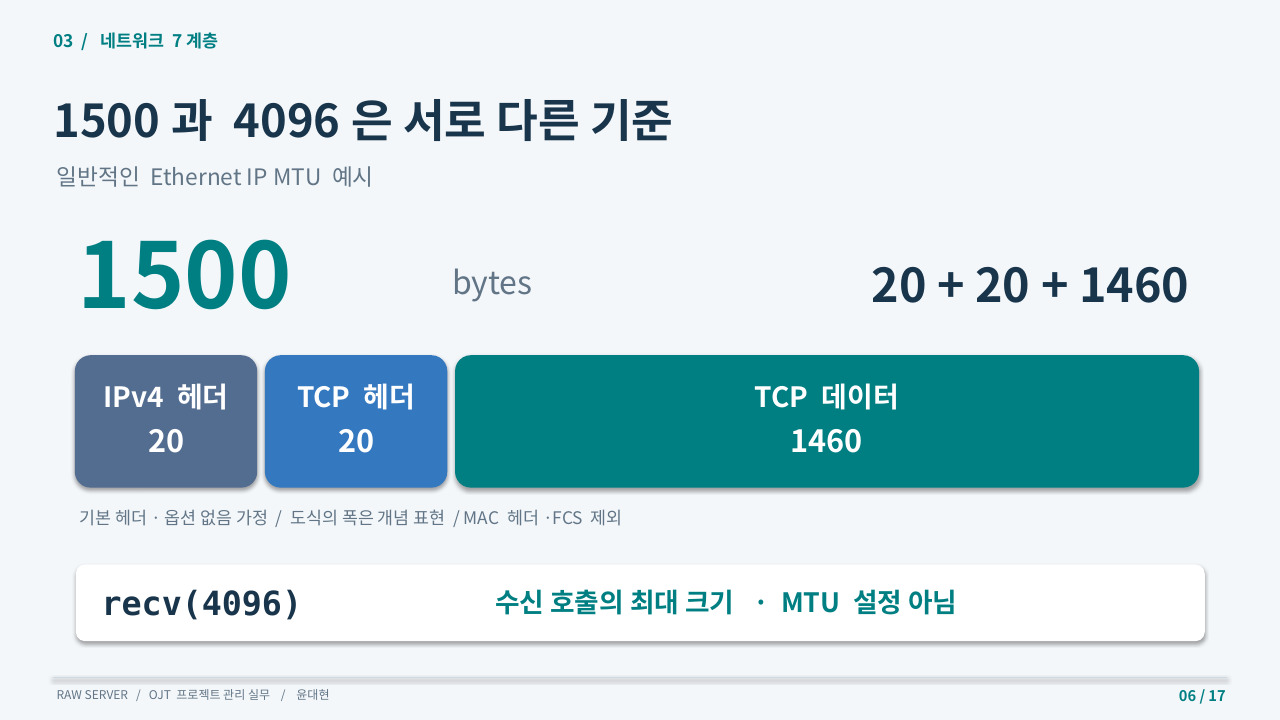 03 / 네트워크 7 계층
1500 과 4096 은 서로 다른 기준
일반적인 Ethernet IP MTU 예시
1500 bytes 20 + 20 + 1460
IPv4 헤더
20
TCP 헤더
20
TCP 데이터
1460
기본 헤더 · 옵션 없음 가정 / 도식의 폭은 개념 표현 / MAC 헤더 ·FCS 제외
recv(4096) 수신 호출의 최대 크기 · MTU 설정 아님
RAW SERVER / OJT 프로젝트 관리 실무 / 윤대현
06 / 17